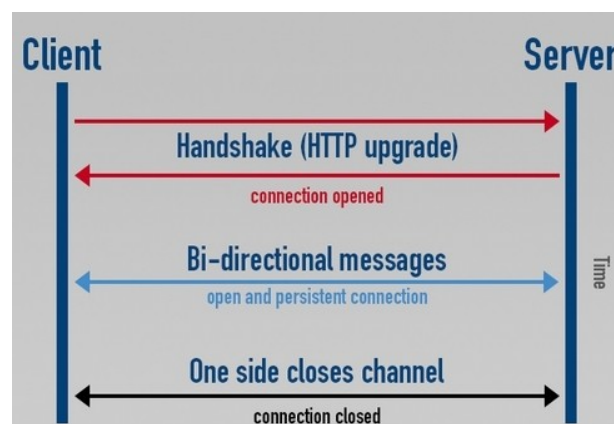 Client
Server
Handshake (HTTP upgrade)
connection opened
Bi-directional messages
open and persistent connection
Time
One side closes channel
connection closed